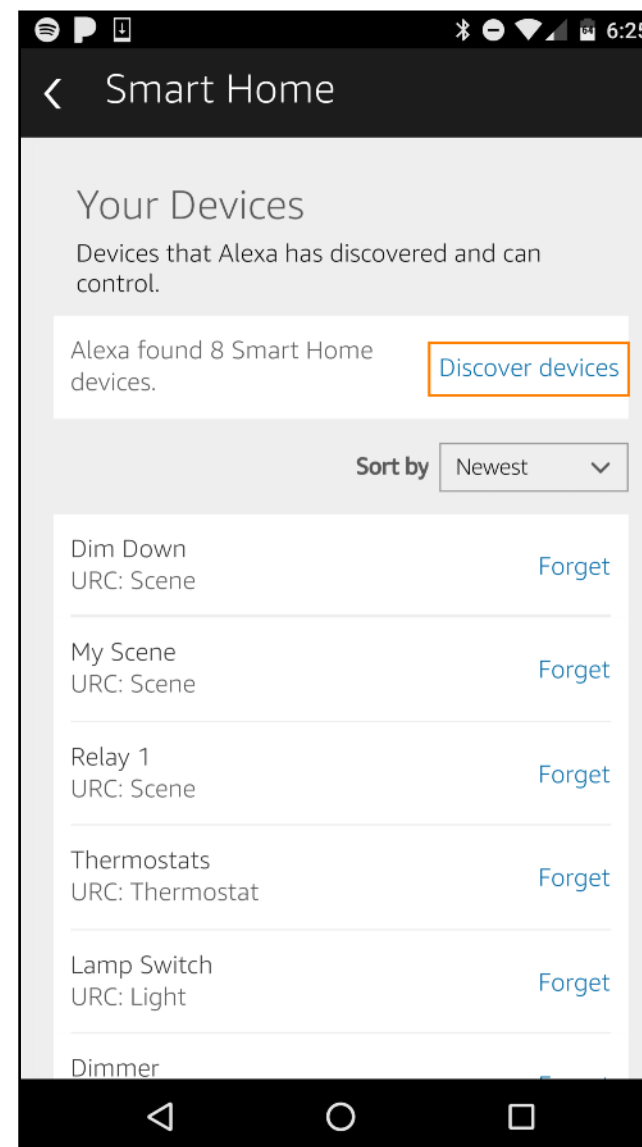 64 6:25
Smart Home
Your Devices
Devices that Alexa has discovered and can
control.
Alexa found 8 Smart Home
devices.
Discover devices
Sort by Newest
Dim Down
URC: Scene
Forget
My Scene
URC: Scene
Forget
Relay 1
URC: Scene
Forget
Thermostats
URC: Thermostat
Forget
Lamp Switch
URC: Light
Forget
Dimmer